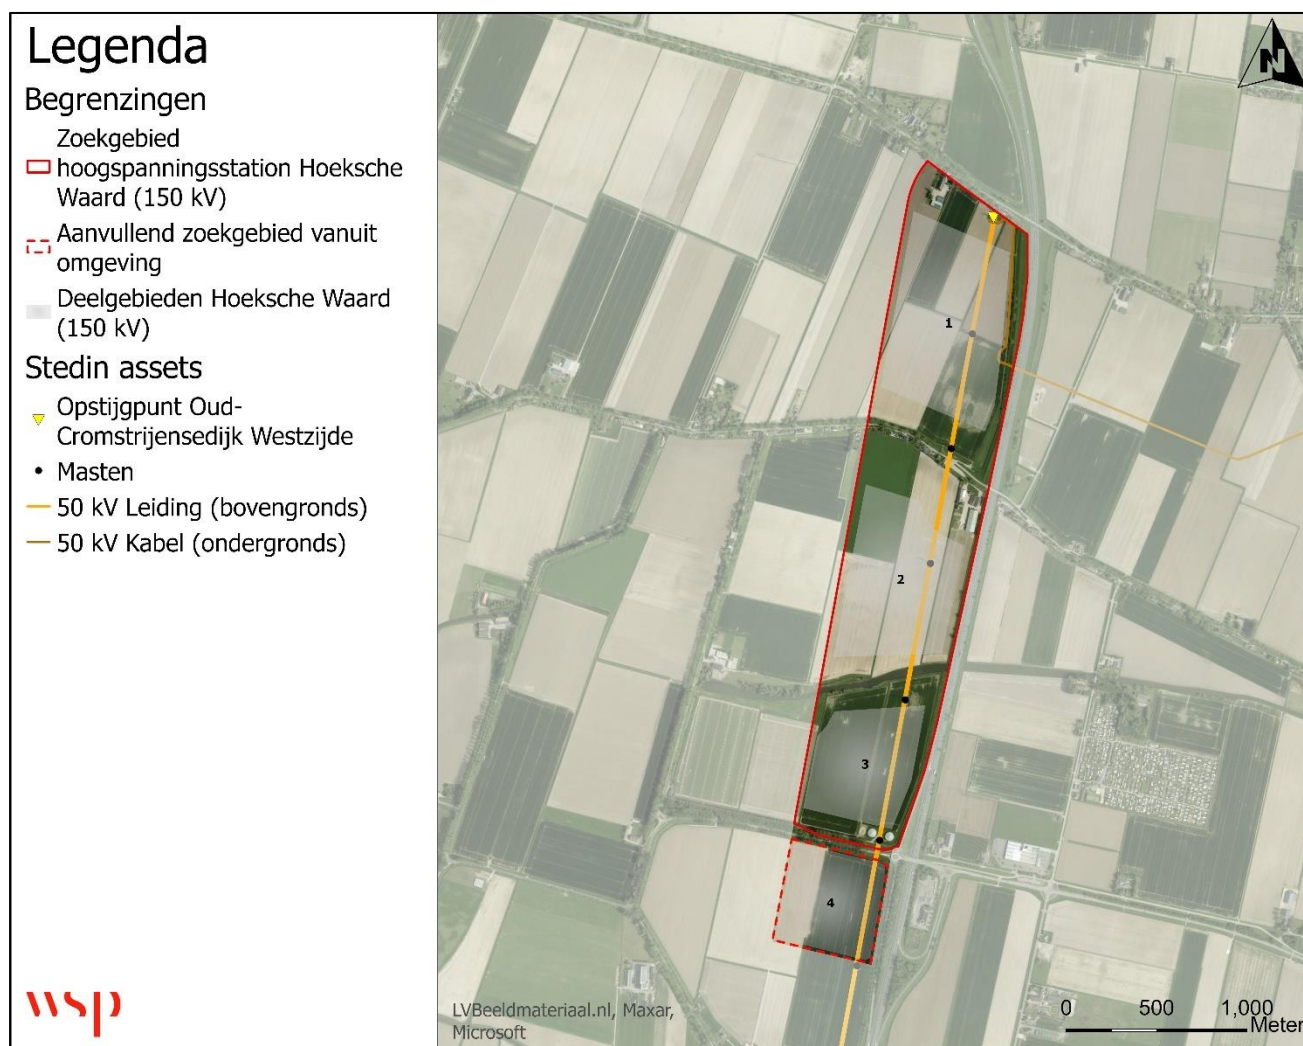 Legenda
Begrenzingen
Zoekgebied
hoogspanningsstation Hoeksche
Waard (150 kV)
Aanvullend zoekgebied vanuit
omgeving
Deelgebieden Hoeksche Waard
(150 kV)
Stedin assets
Opstijgpunt Oud-
Cromstrijensedijk Westzijde
Masten
50 kV Leiding (bovengronds)
50 kV Kabel (ondergronds)
wsp
N
1
2
3
4
LVBeeldmateriaal.nl, Maxar,
Microsoft
0 500 1,000
Meter